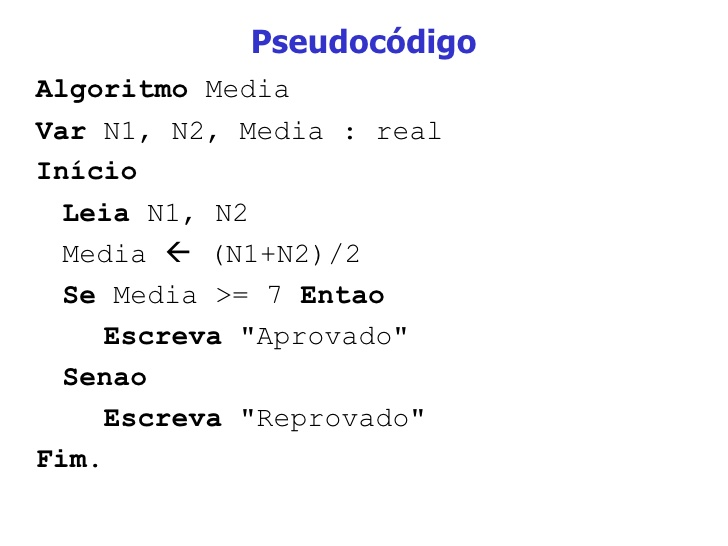 Pseudocódigo
Algoritmo Media
Var N1, N2, Media : real
Início
Leia N1, N2
Media ← (N1+N2)/2
Se Media >= 7 Entao
Escreva "Aprovado"
Senao
Escreva "Reprovado"
Fim.